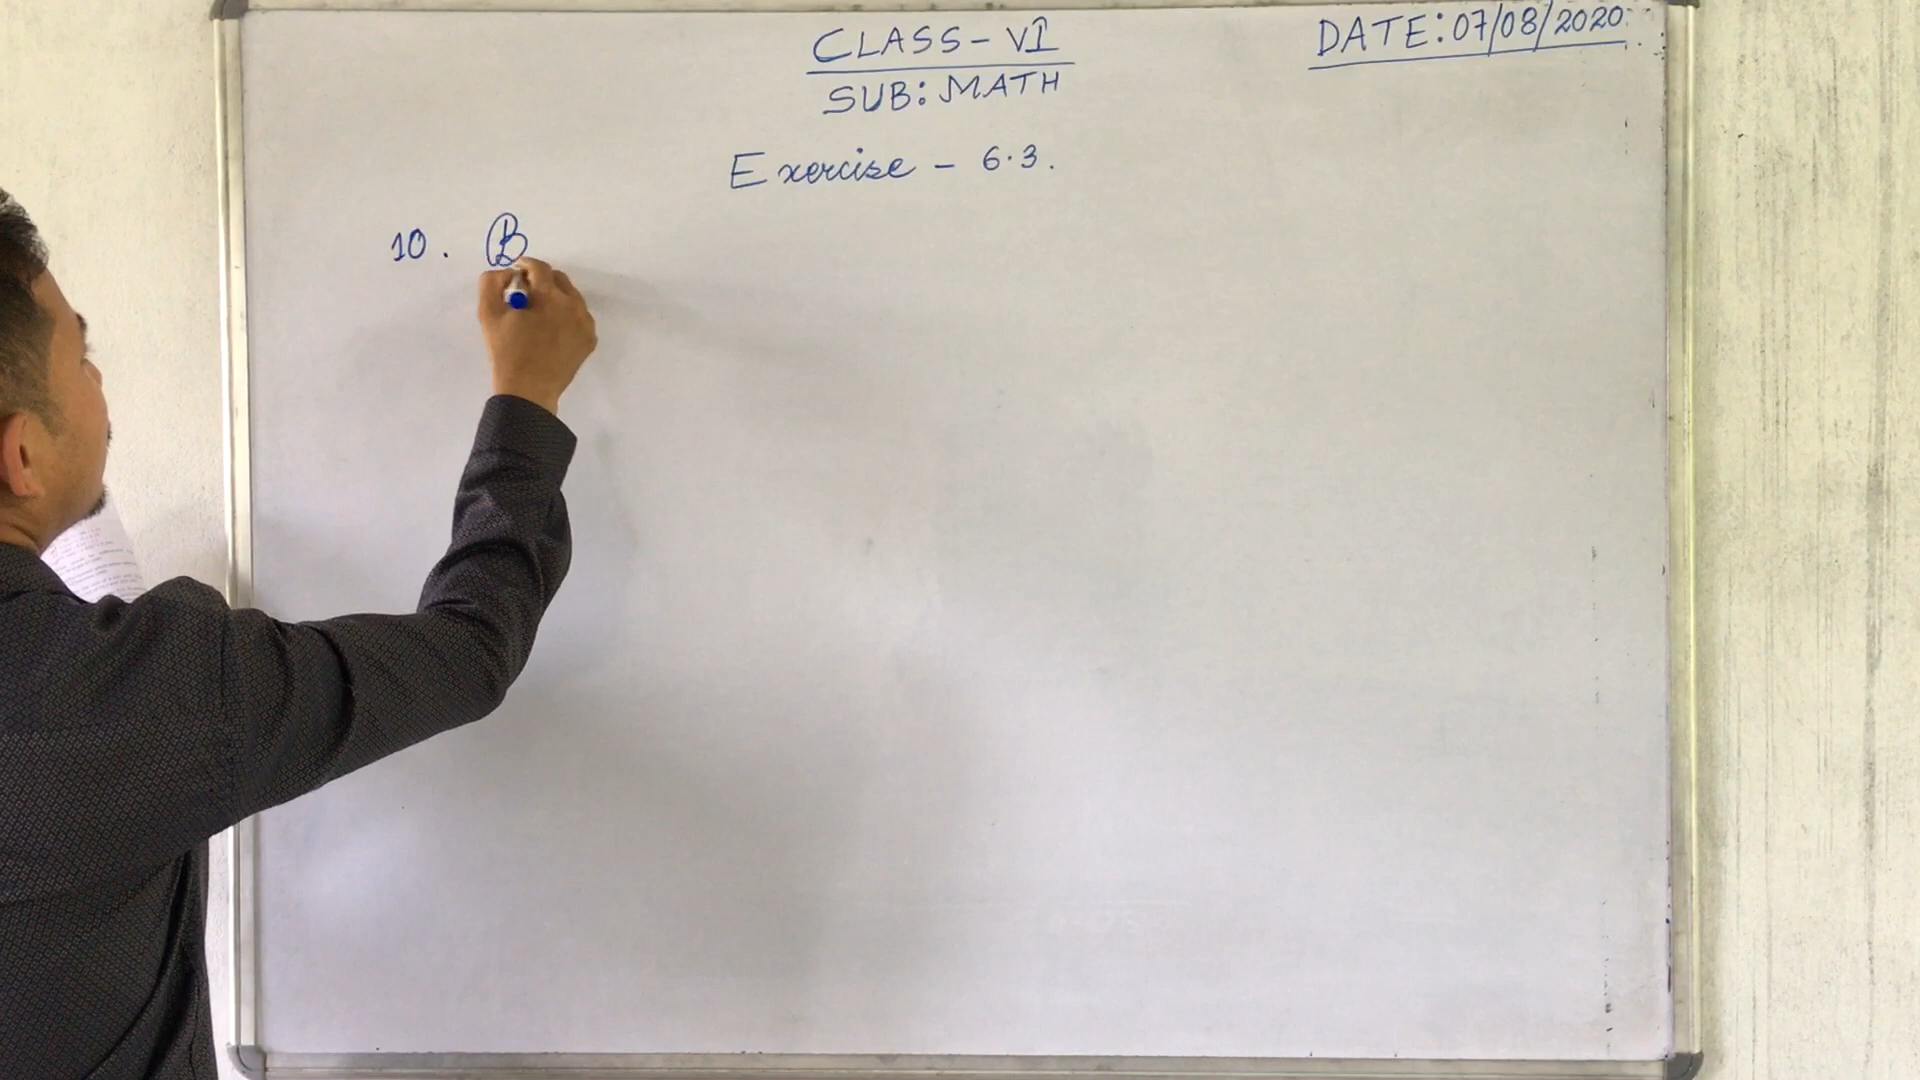 CLASS - VI
DATE: 07/08/2020
SUB: MATH
Exercise - 6.3.
10. B